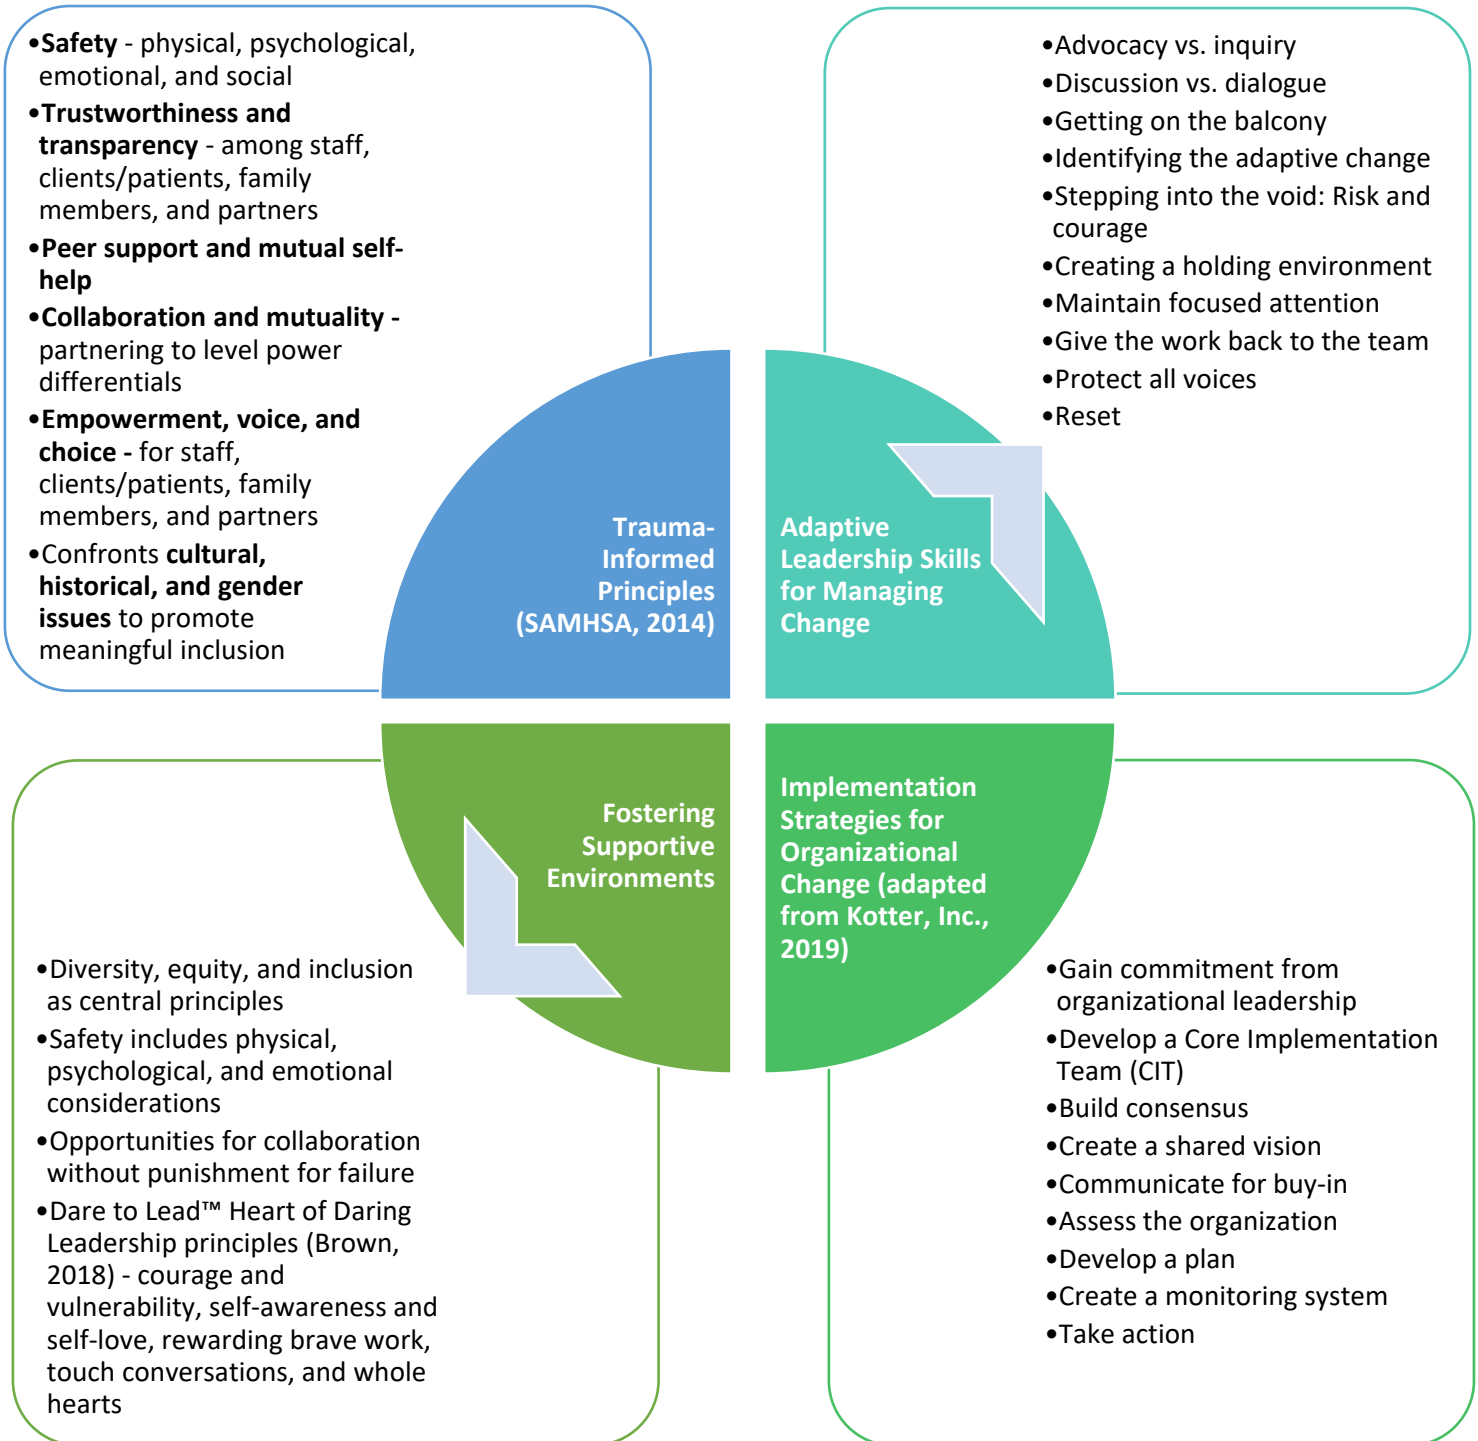 •Safety - physical, psychological,
emotional, and social
•Trustworthiness and
transparency - among staff,
clients/patients, family
members, and partners
•Peer support and mutual self-
help
•Collaboration and mutuality -
partnering to level power
differentials
•Empowerment, voice, and
choice - for staff,
clients/patients, family
members, and partners
•Confronts cultural,
historical, and gender
issues to promote
meaningful inclusion
•Advocacy vs. inquiry
•Discussion vs. dialogue
•Getting on the balcony
•Identifying the adaptive change
•Stepping into the void: Risk and
courage
•Creating a holding environment
•Maintain focused attention
•Give the work back to the team
•Protect all voices
•Reset
Trauma-
Informed
Principles
(SAMHSA, 2014)
Adaptive
Leadership Skills
for Managing
Change
Fostering
Supportive
Environments
Implementation
Strategies for
Organizational
Change (adapted
from Kotter, Inc.,
2019)
•Diversity, equity, and inclusion
as central principles
•Safety includes physical,
psychological, and emotional
considerations
•Opportunities for collaboration
without punishment for failure
•Dare to Lead™ Heart of Daring
Leadership principles (Brown,
2018) - courage and
vulnerability, self-awareness and
self-love, rewarding brave work,
touch conversations, and whole
hearts
•Gain commitment from
organizational leadership
•Develop a Core Implementation
Team (CIT)
•Build consensus
•Create a shared vision
•Communicate for buy-in
•Assess the organization
•Develop a plan
•Create a monitoring system
•Take action